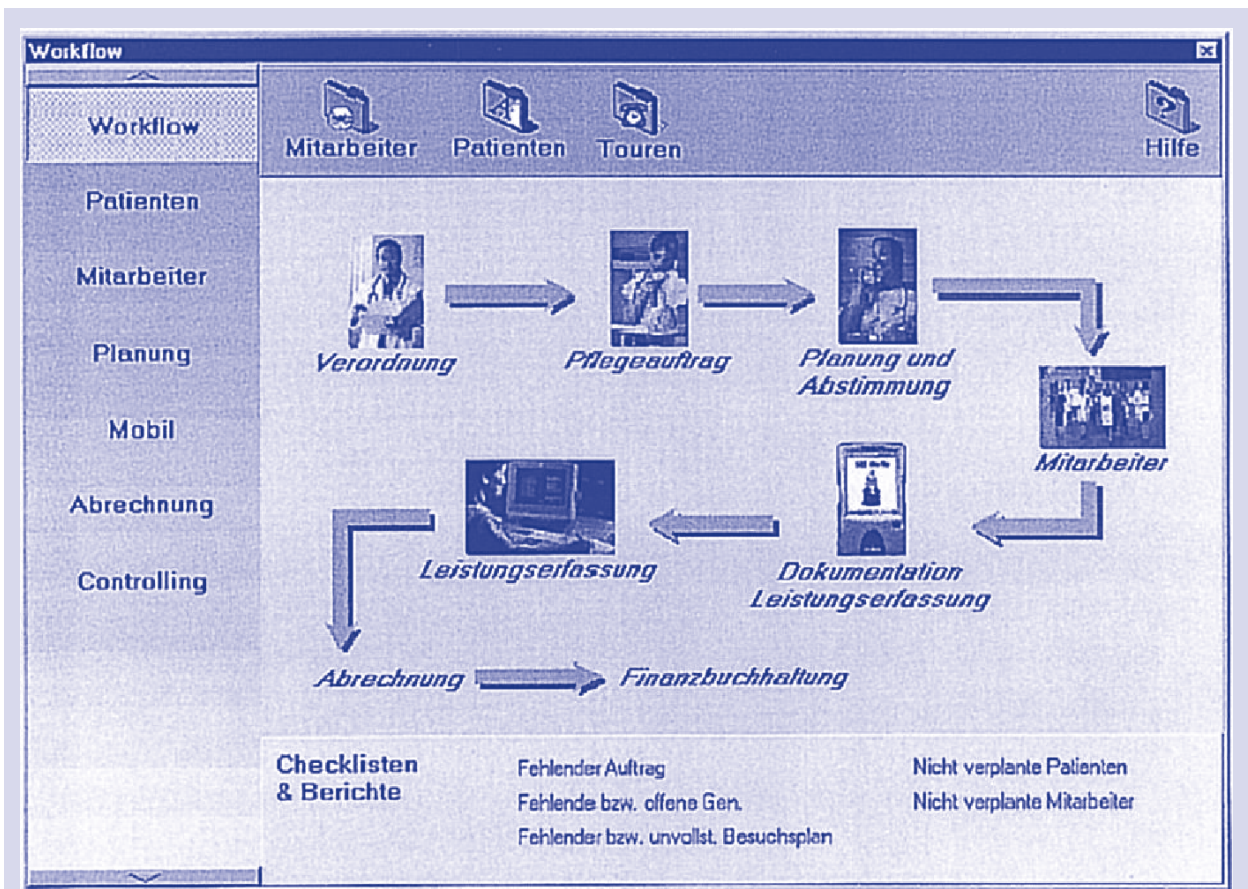 Workflow
Workflow
Patienten
Mitarbeiter
Planung
Mobil
Abrechnung
Controlling
Mitarbeiter
Patienten
Touren
Hilfe
Verordnung
Pflegeauftrag
Planung und
Abstimmung
Mitarbeiter
Dokumentation
Leistungserfassung
Leistungserfassung
Abrechnung
Finanzbuchhaltung
Checklisten
& Berichte
Fehlender Auftrag
Fehlende bzw. offene Gen.
Fehlender bzw. unvollst. Besuchsplan
Nicht verplante Patienten
Nicht verplante Mitarbeiter